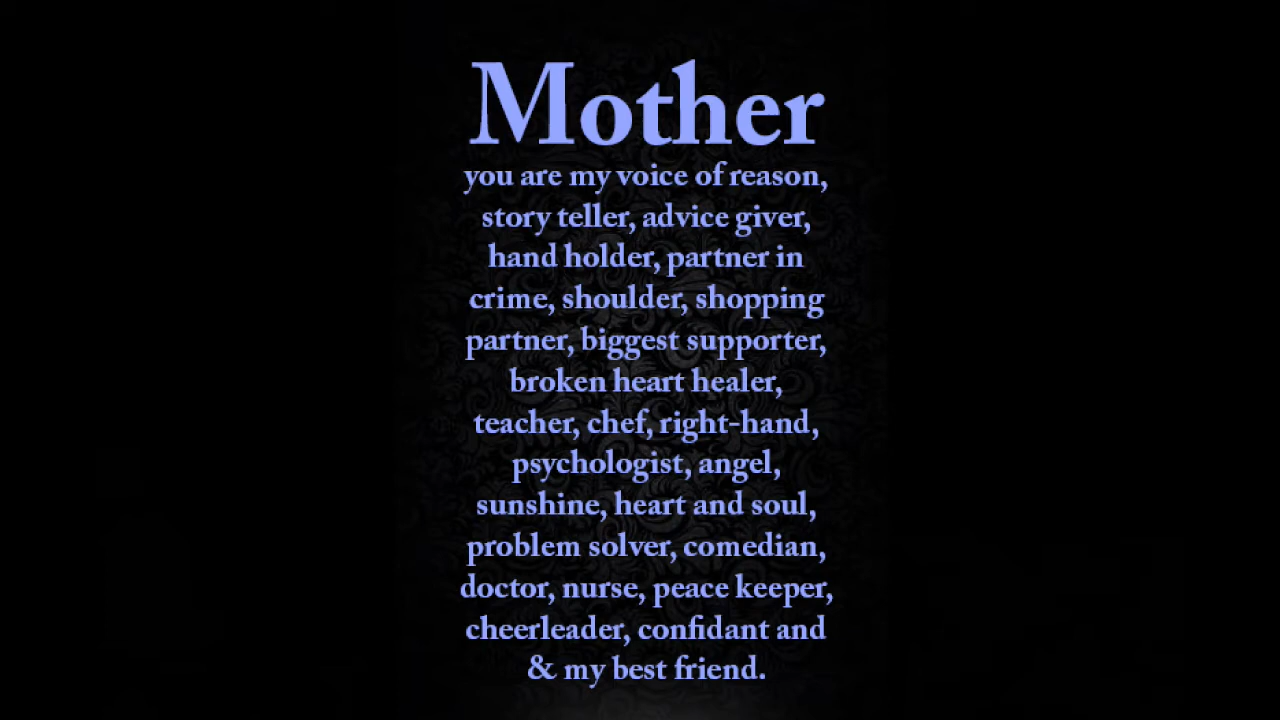 Mother
you are my voice of reason,
story teller, advice giver,
hand holder, partner in
crime, shoulder, shopping
partner, biggest supporter,
broken heart healer,
teacher, chef, right-hand,
psychologist, angel,
sunshine, heart and soul,
problem solver, comedian,
doctor, nurse, peace keeper,
cheerleader, confidant and
& my best friend.